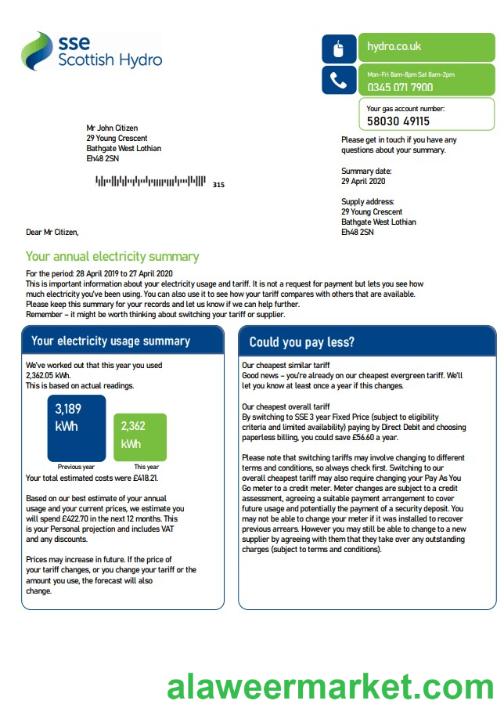 sse
Scottish Hydro
hydro.co.uk
Mon-Fri 8am-8pm Sat 8am-2pm
0345 071 7900
Your gas account number:
58030 49115
Mr John Citizen
29 Young Crescent
Bathgate West Lothian
Eh48 2SN
315
Please get in touch if you have any
questions about your summary.
Summary date:
29 April 2020
Supply address:
29 Young Crescent
Bathgate West Lothian
Eh48 2SN
Dear Mr Citizen,
Your annual electricity summary
For the period: 28 April 2019 to 27 April 2020
This is important information about your electricity usage and tariff. It is not a request for payment but lets you see how
much electricity you've been using. You can also use it to see how your tariff compares with others that are available.
Please keep this summary for your records and let us know if we can help further.
Remember – it might be worth thinking about switching your tariff or supplier.
Your electricity usage summary
We've worked out that this year you used
2,362.05 kWh.
This is based on actual readings.
3,189
kWh
2,362
kWh
Previous year
This year
Your total estimated costs were £418.21.
Based on our best estimate of your annual
usage and your current prices, we estimate you
will spend £422.70 in the next 12 months. This
is your Personal projection and includes VAT
and any discounts.
Prices may increase in future. If the price of
your tariff changes, or you change your tariff or the
amount you use, the forecast will also
change.
Could you pay less?
Our cheapest similar tariff
Good news – you're already on our cheapest evergreen tariff. We'll
let you know at least once a year if this changes.
Our cheapest overall tariff
By switching to SSE 3 year Fixed Price (subject to eligibility
criteria and limited availability) paying by Direct Debit and choosing
paperless billing, you could save £56.60 a year.
Please note that switching tariffs may involve changing to different
terms and conditions, so always check first. Switching to our
overall cheapest tariff may also require changing your Pay As You
Go meter to a credit meter. Meter changes are subject to a credit
assessment, agreeing a suitable payment arrangement to cover
future usage and potentially the payment of a security deposit. You
may not be able to change your meter if it was installed to recover
previous arrears. However you may still be able to change to a new
supplier by agreeing with them that they take over any outstanding
charges (subject to terms and conditions).
alaweermarket.com